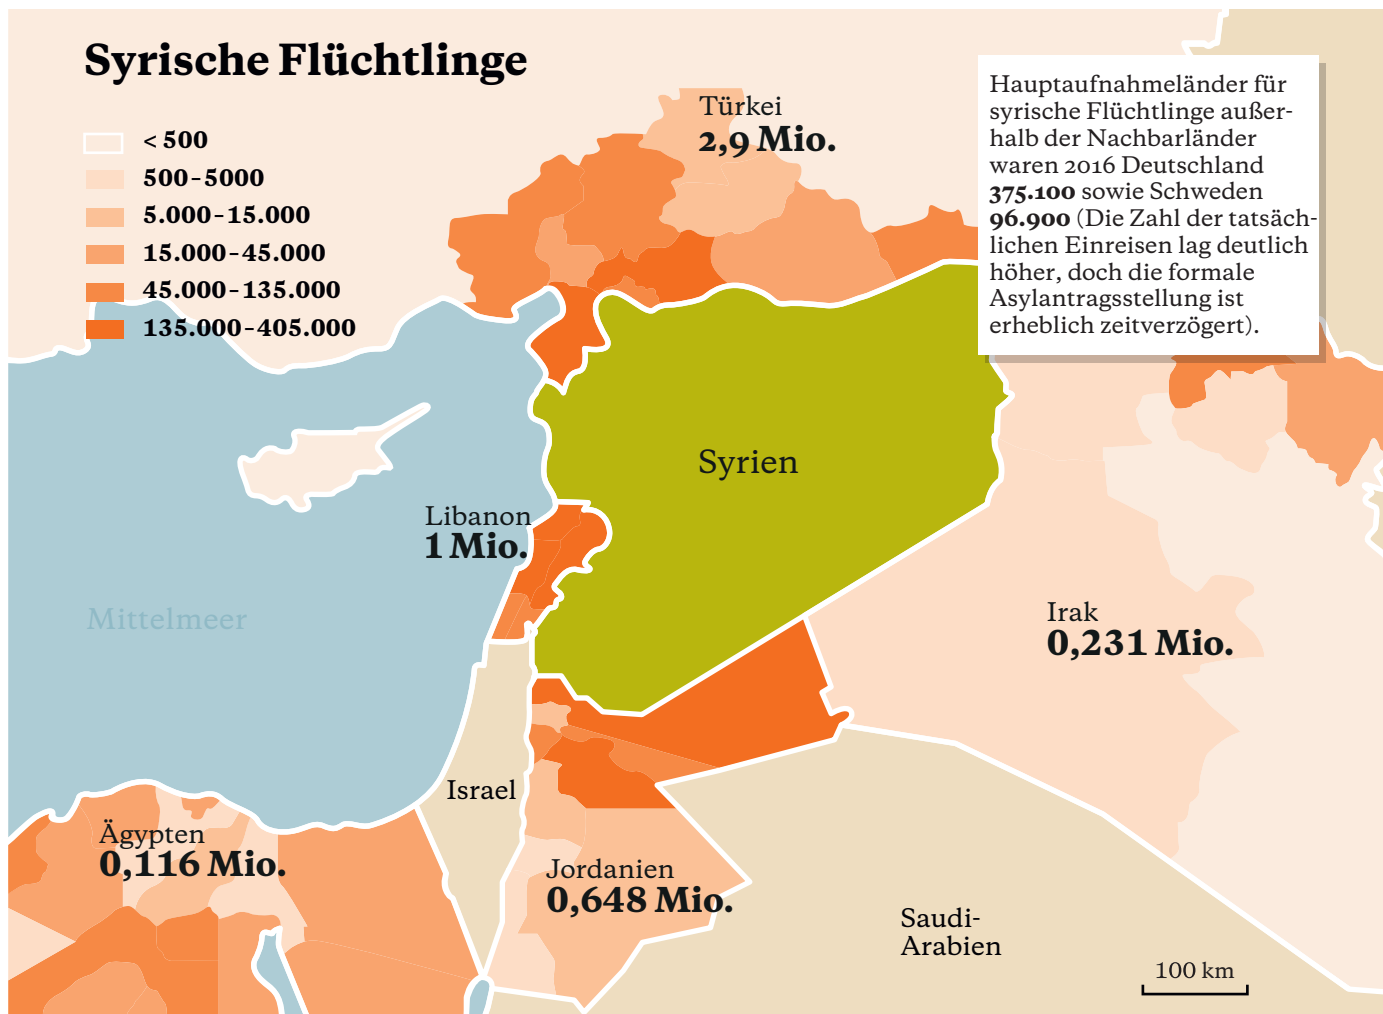 Syrische Flüchtlinge
< 500
500-5000
5.000-15.000
15.000-45.000
45.000-135.000
135.000-405.000
Türkei
2,9 Mio.
Hauptaufnahmeländer für
syrische Flüchtlinge außer-
halb der Nachbarländer
waren 2016 Deutschland
375.100 sowie Schweden
96.900 (Die Zahl der tatsäch-
lichen Einreisen lag deutlich
höher, doch die formale
Asylantragsstellung ist
erheblich zeitverzögert).
Syrien
Libanon
1 Mio.
Mittelmeer
Irak
0,231 Mio.
Israel
Ägypten
0,116 Mio.
Jordanien
0,648 Mio.
Saudi-
Arabien
100 km